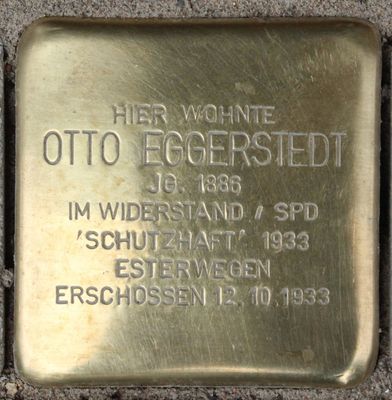 HIER WOHNTE
OTTO EGGERSTEDT
JG. 1886
IM WIDERSTAND / SPD
'SCHUTZHAFT' 1933
ESTERWEGEN
ERSCHOSSEN 12.10.1933